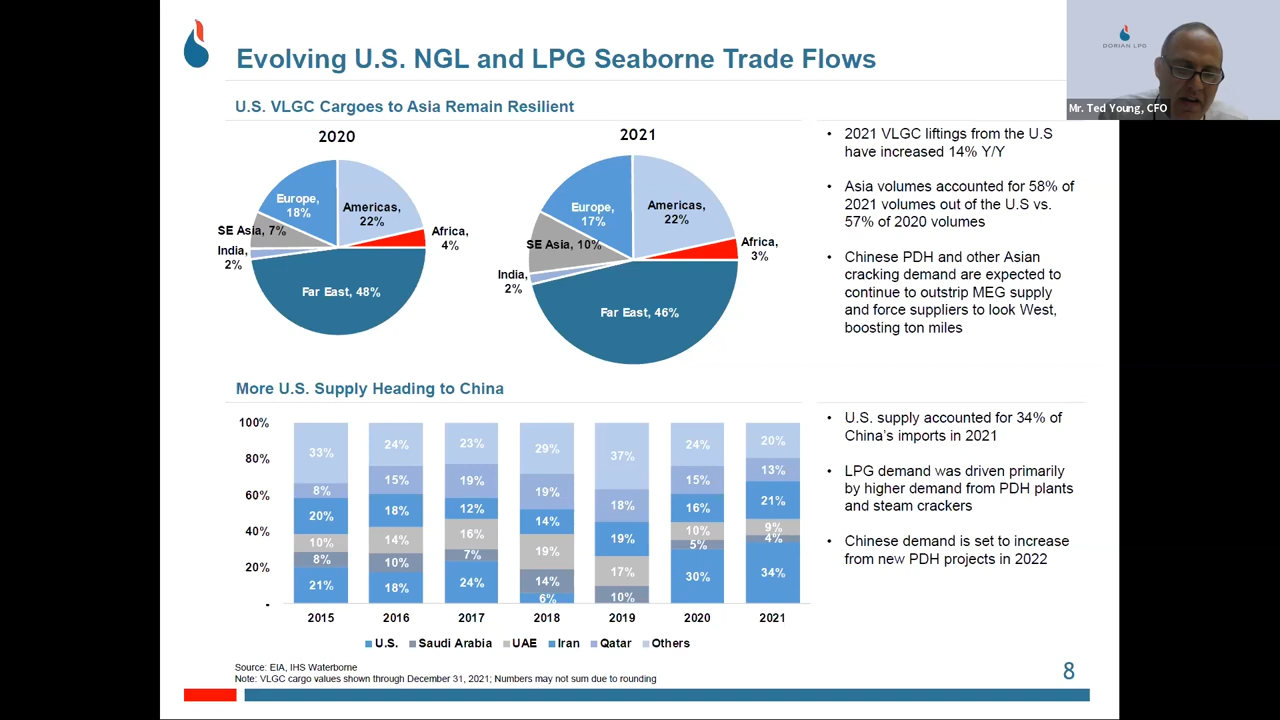 Evolving U.S. NGL and LPG Seaborne Trade Flows
DORIAN LPG
Mr. Ted Young, CFO
U.S. VLGC Cargoes to Asia Remain Resilient
2020
Europe,
18%
Americas,
22%
SE Asia, 7%
Africa,
4%
India,
2%
Far East, 48%
2021
Europe,
17%
Americas,
22%
SE Asia, 10%
Africa,
3%
India,
2%
Far East, 46%
• 2021 VLGC liftings from the U.S
have increased 14% Y/Y
• Asia volumes accounted for 58% of
2021 volumes out of the U.S vs.
57% of 2020 volumes
• Chinese PDH and other Asian
cracking demand are expected to
continue to outstrip MEG supply
and force suppliers to look West,
boosting ton miles
More U.S. Supply Heading to China
100%
80%
60%
40%
20%
-
33%
8%
20%
10%
8%
21%
2015
24%
15%
18%
14%
10%
18%
2016
23%
19%
12%
16%
7%
24%
2017
29%
19%
14%
19%
14%
6%
2018
37%
18%
19%
17%
10%
2019
24%
15%
16%
10%
5%
30%
2020
20%
13%
21%
9%
4%
34%
2021
U.S. Saudi Arabia UAE Iran Qatar Others
• U.S. supply accounted for 34% of
China's imports in 2021
• LPG demand was driven primarily
by higher demand from PDH plants
and steam crackers
• Chinese demand is set to increase
from new PDH projects in 2022
Source: EIA, IHS Waterborne
Note: VLGC cargo values shown through December 31, 2021; Numbers may not sum due to rounding
8